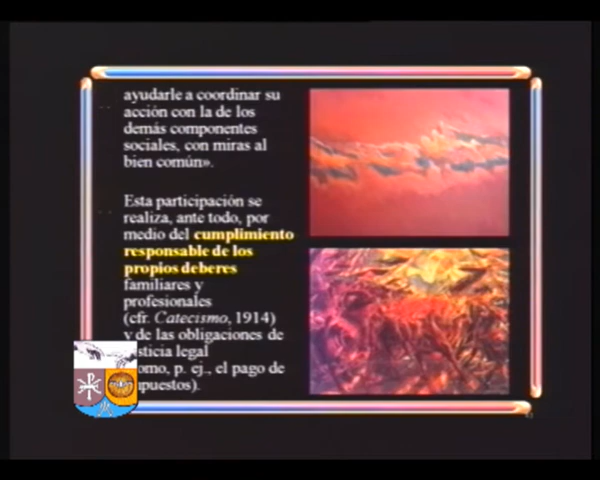 ayudarle a coordinar su
acción con la de los
demás componentes
sociales, con miras al
bien común».
Esta participación se
realiza, ante todo, por
medio del cumplimiento
responsable de los
propios deberes
familiares y
profesionales
(cfr. Catecismo, 1914)
y de las obligaciones de
sticia legal
omo, p. ej., el pago de
puestos).